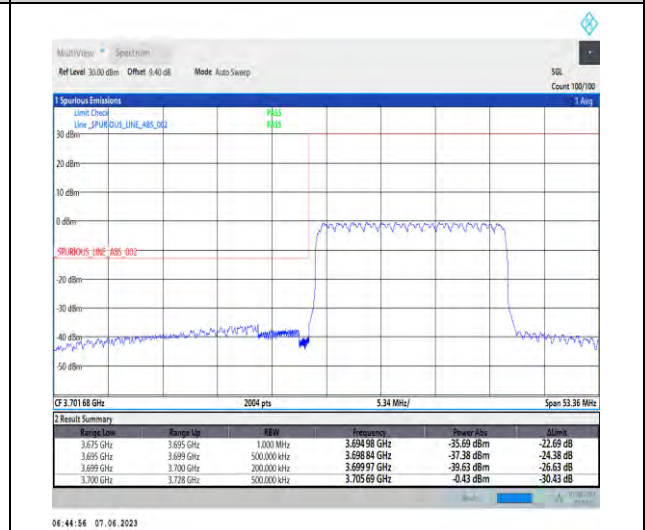 MultiView Spectrum
Ref Level 30.00 dBm Offset 9.40 dB Mode Auto Sweep SGL
Count 100/100
1 Spurious Emissions 1 Avg
Limit Check PASS
Line _SPURIOUS_LINE_ABS_002 PASS
30 dBm
20 dBm
10 dBm
0 dBm
SPURIOUS_LINE_ABS_002
-20 dBm
-30 dBm
-40 dBm
-50 dBm
CF 3.701 68 GHz 2004 pts 5.34 MHz/ Span 53.36 MHz
2 Result Summary
Range Low Range Up RBW Frequency Power Abs ΔLimit
3.675 GHz 3.695 GHz 1.000 MHz 3.694 98 GHz -35.69 dBm -22.69 dB
3.695 GHz 3.699 GHz 500.000 kHz 3.698 84 GHz -37.38 dBm -24.38 dB
3.699 GHz 3.700 GHz 200.000 kHz 3.699 97 GHz -39.63 dBm -26.63 dB
3.700 GHz 3.728 GHz 500.000 kHz 3.705 69 GHz -0.43 dBm -30.43 dB
06:44:56 07.06.2023